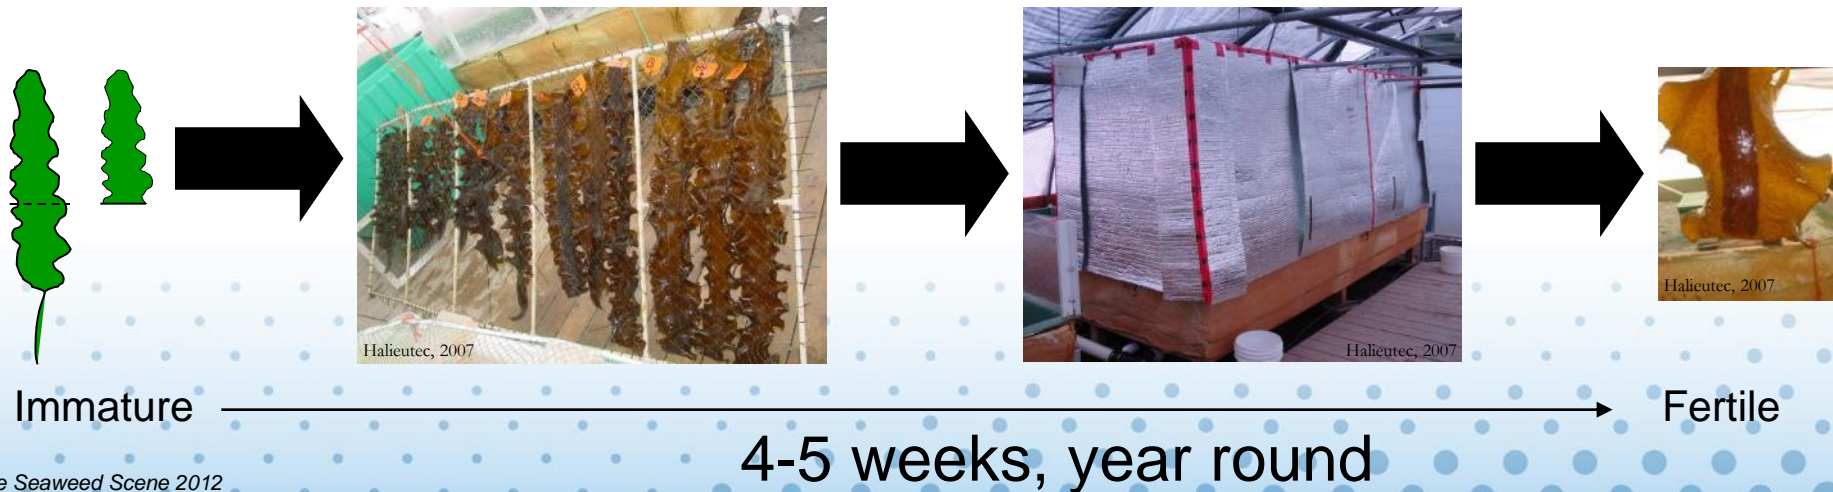 Halieutec, 2007
Halieutec, 2007
Halieutec, 2007
Immature
Fertile
4-5 weeks, year round
Seaweed Scene 2012